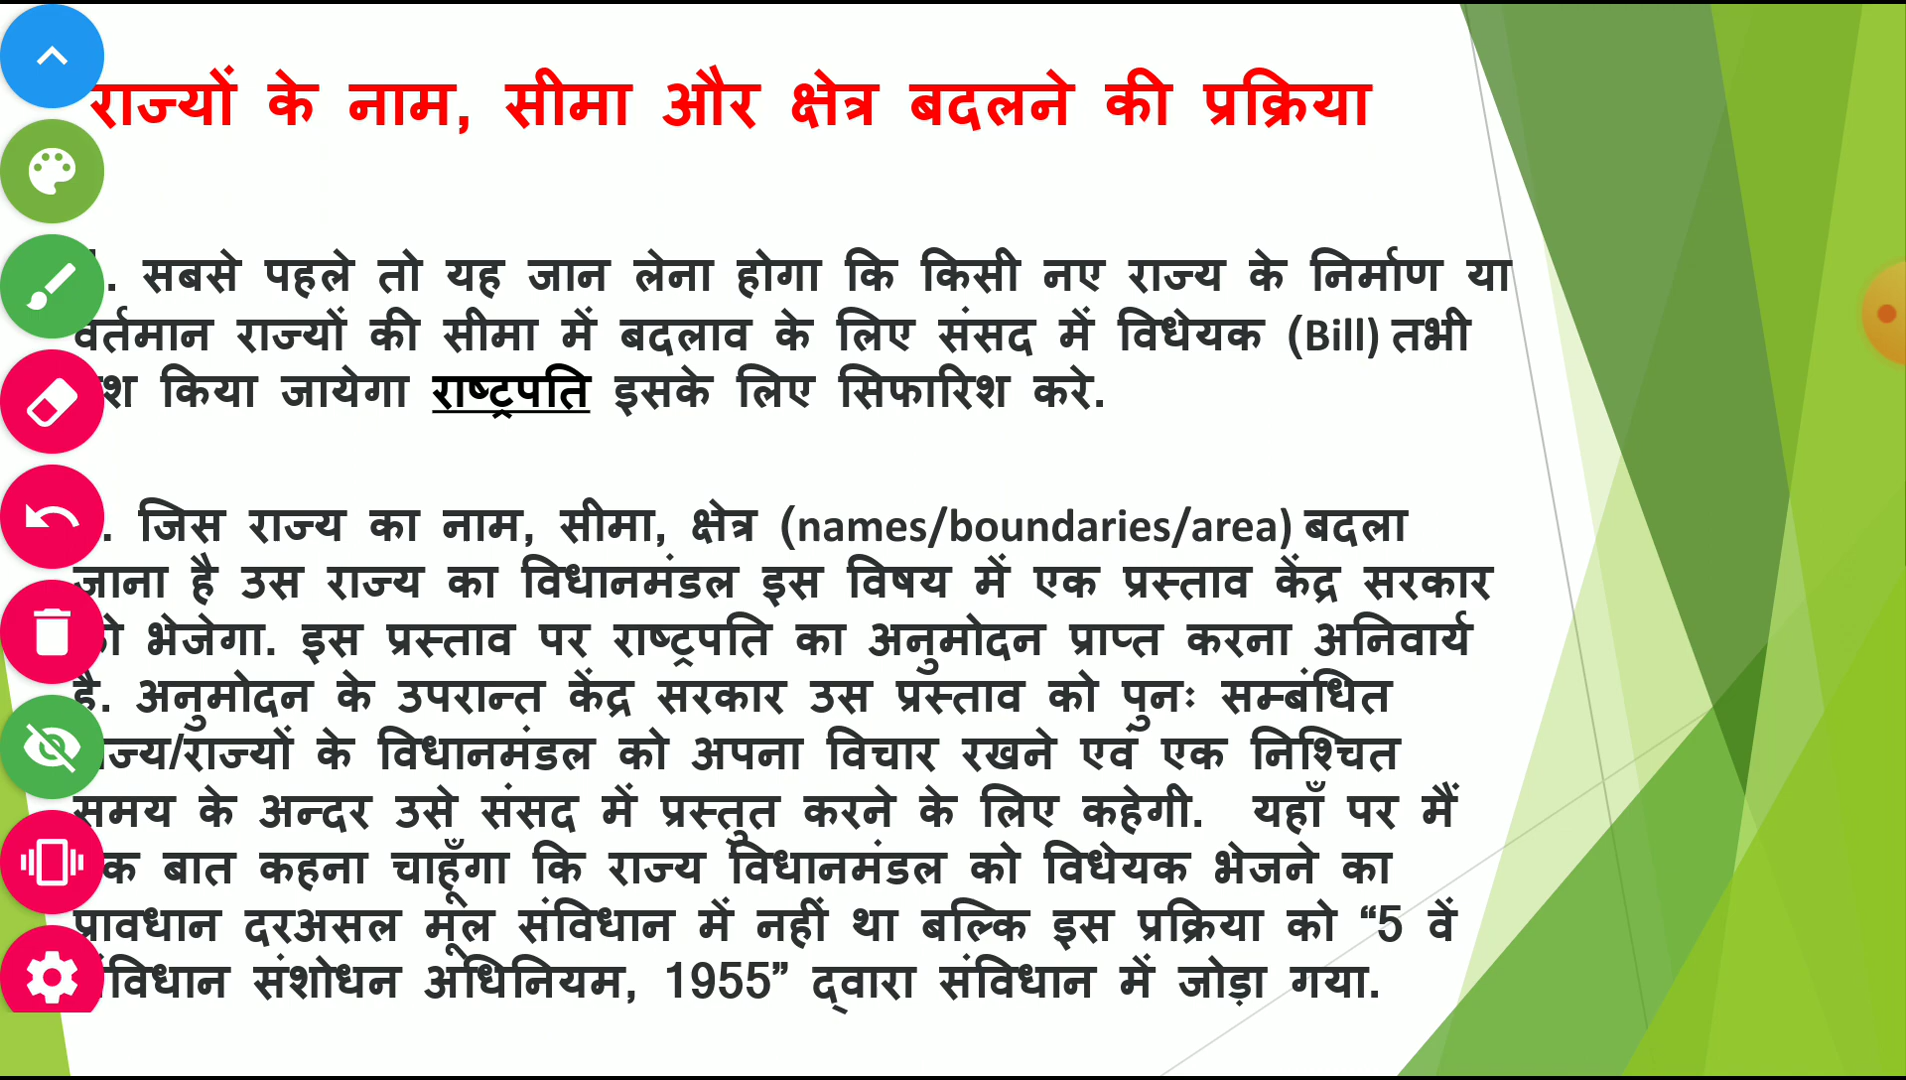 राज्यों के नाम, सीमा और क्षेत्र बदलने की प्रक्रिया
. सबसे पहले तो यह जान लेना होगा कि किसी नए राज्य के निर्माण या
वर्तमान राज्यों की सीमा में बदलाव के लिए संसद में विधेयक (Bill) तभी
किया जायेगा राष्ट्रपति इसके लिए सिफारिश करे.
. जिस राज्य का नाम, सीमा, क्षेत्र (names/boundaries/area) बदला
जाना है उस राज्य का विधानमंडल इस विषय में एक प्रस्ताव केंद्र सरकार
भेजेगा. इस प्रस्ताव पर राष्ट्रपति का अनुमोदन प्राप्त करना अनिवार्य
है. अनुमोदन के उपरान्त केंद्र सरकार उस प्रस्ताव को पुनः सम्बंधित
राज्य/राज्यों के विधानमंडल को अपना विचार रखने एवं एक निश्चित
समय के अन्दर उसे संसद में प्रस्तुत करने के लिए कहेगी. यहाँ पर मैं
बात कहना चाहूँगा कि राज्य विधानमंडल को विधेयक भेजने का
प्रावधान दरअसल मूल संविधान में नहीं था बल्कि इस प्रक्रिया को “5 वें
संविधान संशोधन अधिनियम, 1955” द्वारा संविधान में जोड़ा गया.